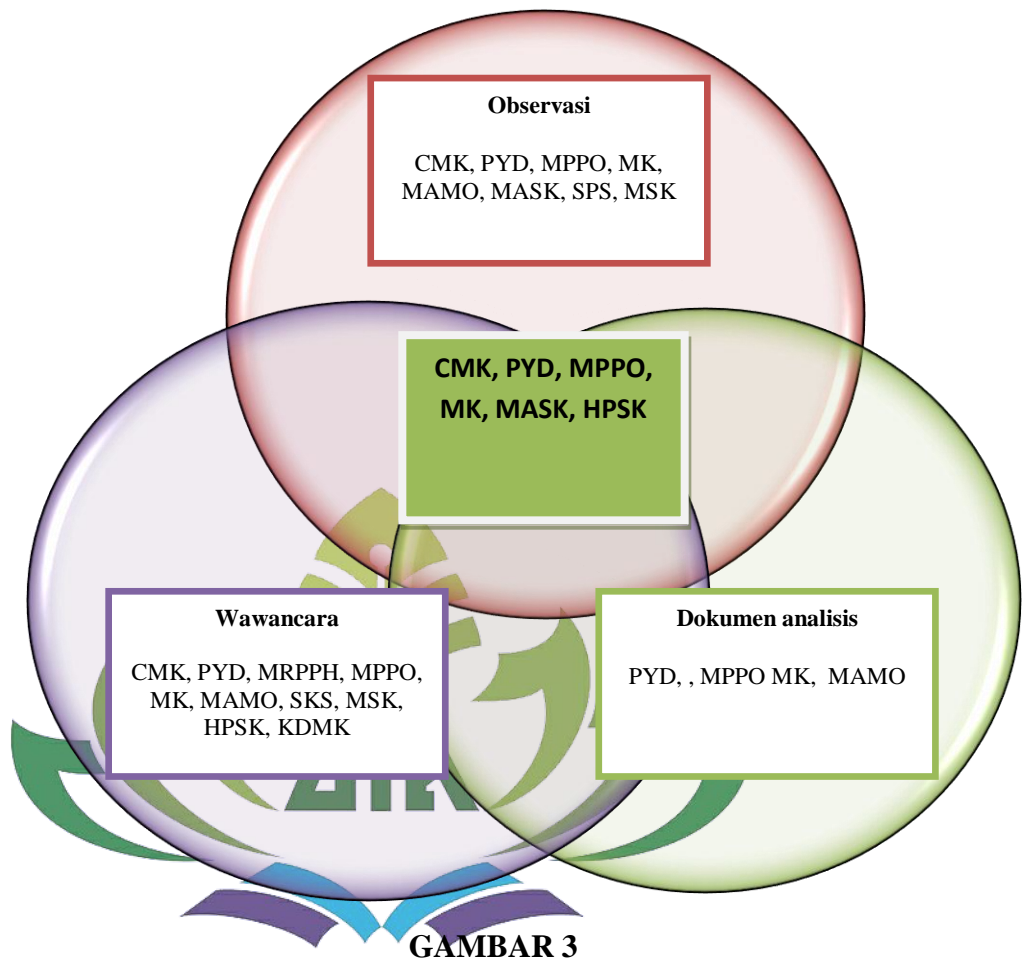 Observasi
CMK, PYD, MPPO, MK,
MAMO, MASK, SPS, MSK
CMK, PYD, MPPO,
MK, MASK, HPSK
Wawancara
CMK, PYD, MRPPH, MPPO,
MK, MAMO, SKS, MSK,
HPSK, KDMK
Dokumen analisis
PYD, , MPPO MK, MAMO
GAMBAR 3